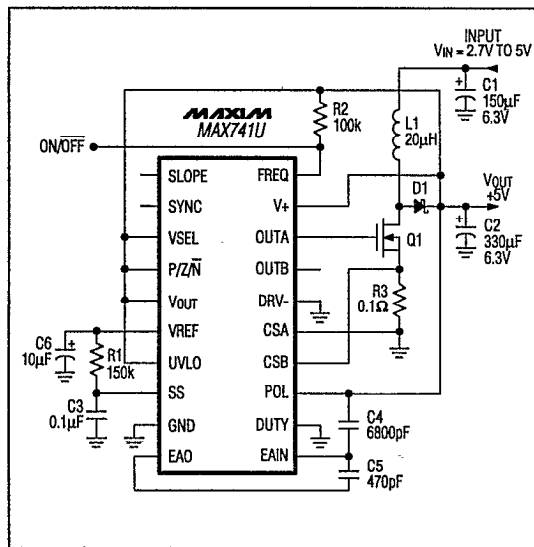 INPUT
VIN = 2.7V TO 5V
C1
150µF
6.3V
MAXIM
MAX741U
R2
100k
L1
20µH
ON/OFF
D1
VOUT
+5V
C2
330µF
6.3V
Q1
R3
0.1Ω
SLOPE
SYNC
VSEL
P/Z/N
VOUT
VREF
UVLO
SS
GND
EAO
FREQ
V+
OUTA
OUTB
DRV-
CSA
CSB
POL
DUTY
EAIN
C6
10µF
R1
150k
C3
0.1µF
C4
6800pF
C5
470pF
+
+
+